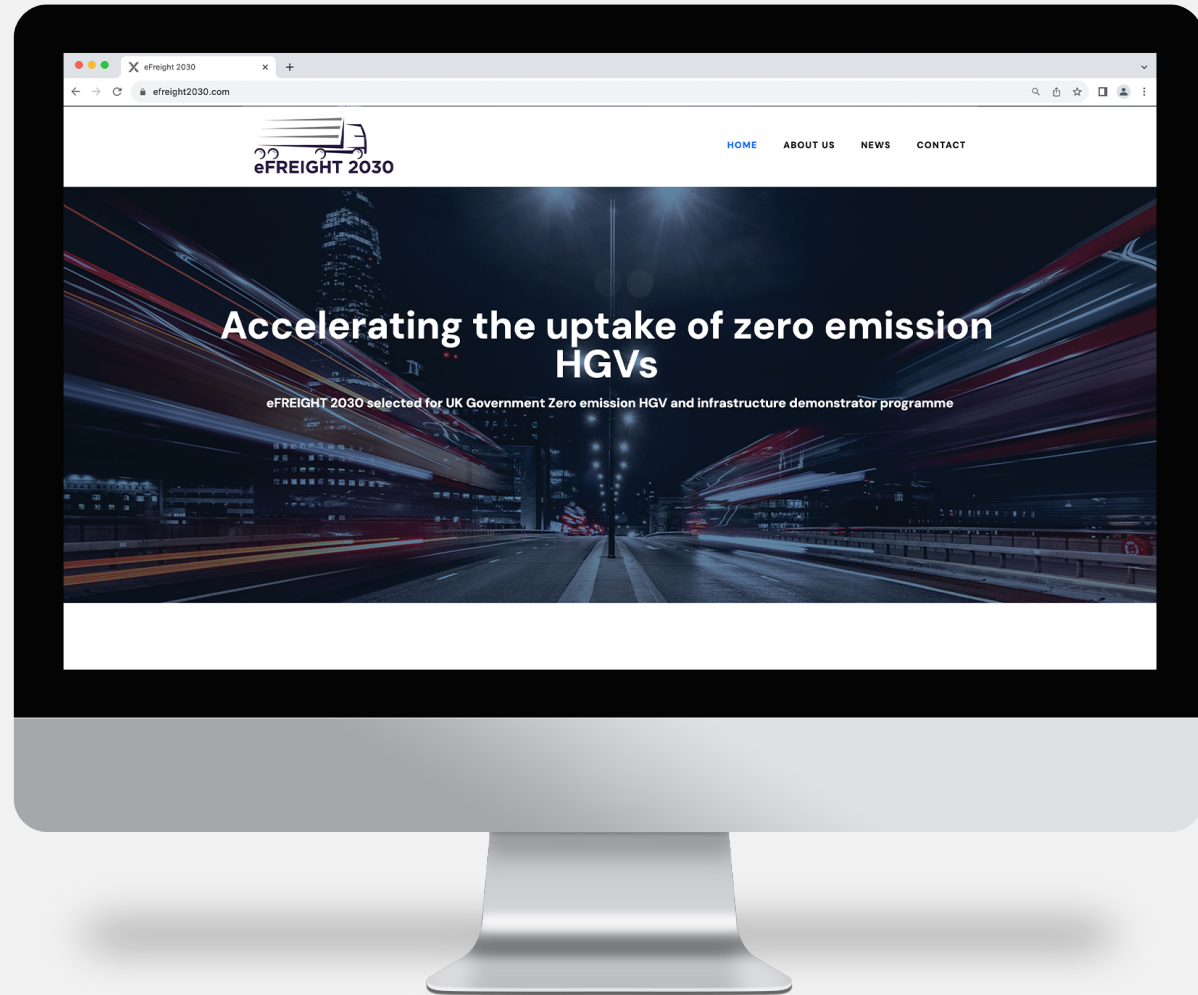 eFreight 2030
efreight2030.com
eFREIGHT 2030
HOME ABOUT US NEWS CONTACT
Accelerating the uptake of zero emission
HGVs
eFREIGHT 2030 selected for UK Government Zero emission HGV and infrastructure demonstrator programme